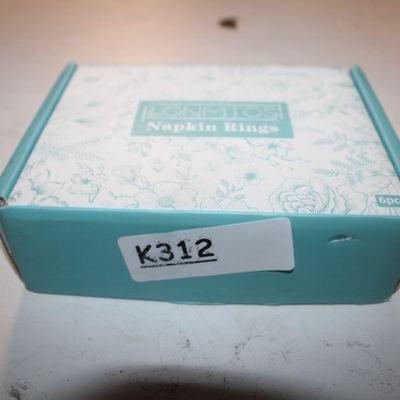 LONMITOS
Napkin Rings
6pc
K312